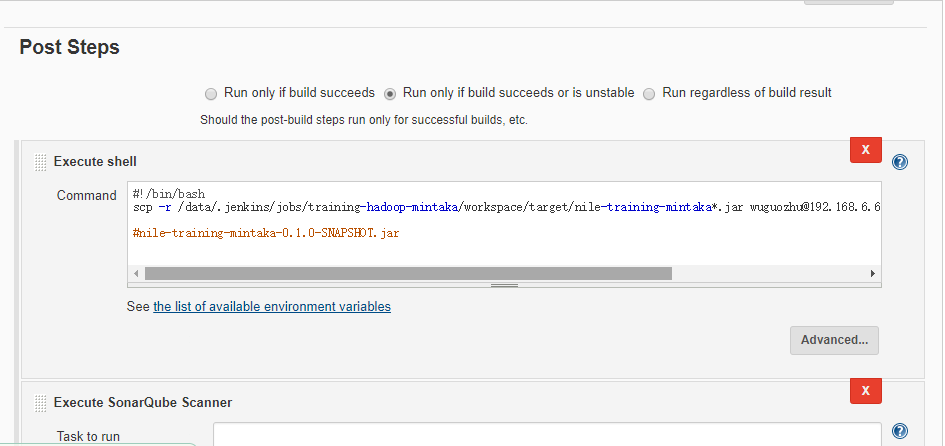 Post Steps
Run only if build succeeds Run only if build succeeds or is unstable Run regardless of build result
Should the post-build steps run only for successful builds, etc.
Execute shell
X
?
Command
#!/bin/bash
scp -r /data/.jenkins/jobs/training-hadoop-mintaka/workspace/target/nile-training-mintaka*.jar wuguozhu@192.168.6.6
#nile-training-mintaka-0.1.0-SNAPSHOT.jar
See the list of available environment variables
Advanced...
X
Execute SonarQube Scanner
?
Task to run